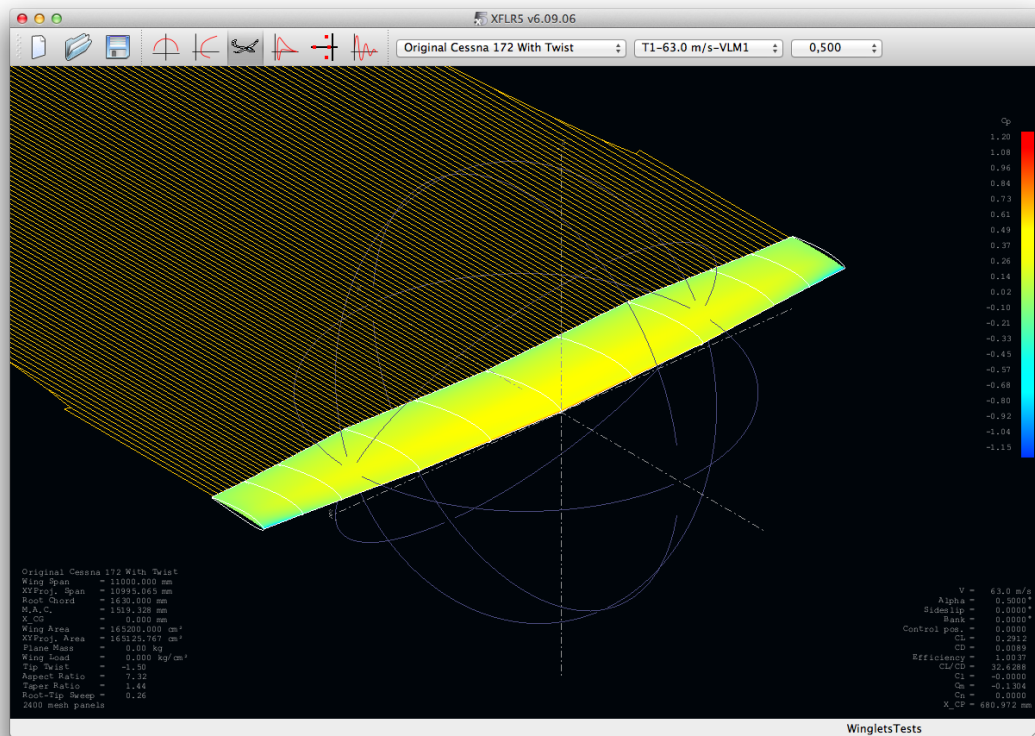 XFLR5 v6.09.06
Original Cessna 172 With Twist
T1-63.0 m/s-VLM1
0,500
Cp
1.20
1.08
0.96
0.84
0.73
0.61
0.49
0.37
0.26
0.14
0.02
-0.10
-0.21
-0.33
-0.45
-0.57
-0.68
-0.80
-0.92
-1.04
-1.15
Original Cessna 172 With Twist
Wing Span = 11000.000 mm
XYProj. Span = 10995.065 mm
Root Chord = 1630.000 mm
M.A.C. = 1519.328 mm
X_CG = 0.000 mm
Wing Area = 165200.000 cm²
XYProj. Area = 165125.767 cm²
Plane Mass = 0.00 kg
Wing Load = 0.000 kg/cm²
Tip Twist = -1.50
Aspect Ratio = 7.32
Taper Ratio = 1.44
Root-Tip Sweep = 0.26
2400 mesh panels
V = 63.0 m/s
Alpha = 0.5000°
Sideslip = 0.0000°
Bank = 0.0000°
Control pos. = 0.0000
CL = 0.2912
CD = 0.0089
Efficiency = 1.0037
CL/CD = 32.6288
Cl = -0.0000
Cm = -0.1304
Cn = 0.0000
X_CP = 680.972 mm
WingletsTests